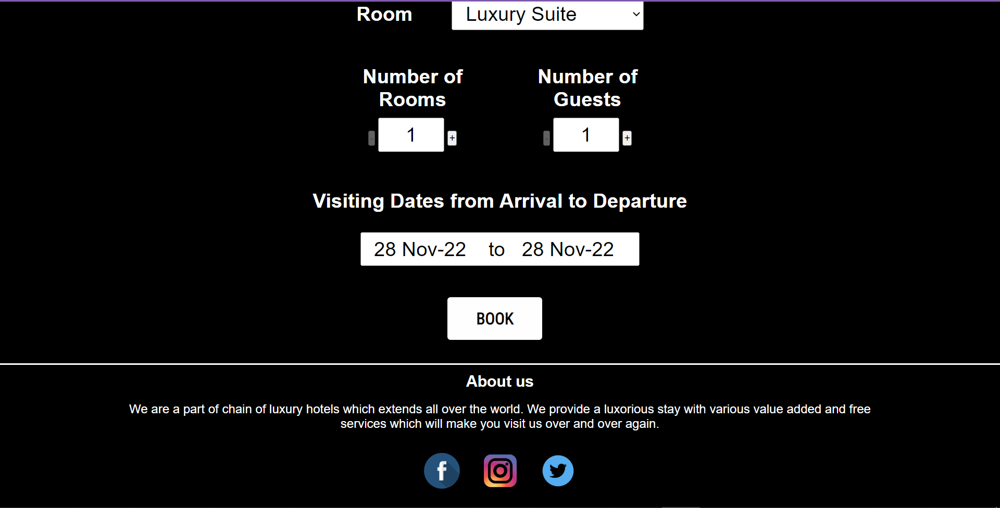 Room Luxury Suite
Number of Number of
Rooms Guests
- 1 + - 1 +
Visiting Dates from Arrival to Departure
28 Nov-22 to 28 Nov-22
BOOK
About us
We are a part of chain of luxury hotels which extends all over the world. We provide a luxorious stay with various value added and free
services which will make you visit us over and over again.